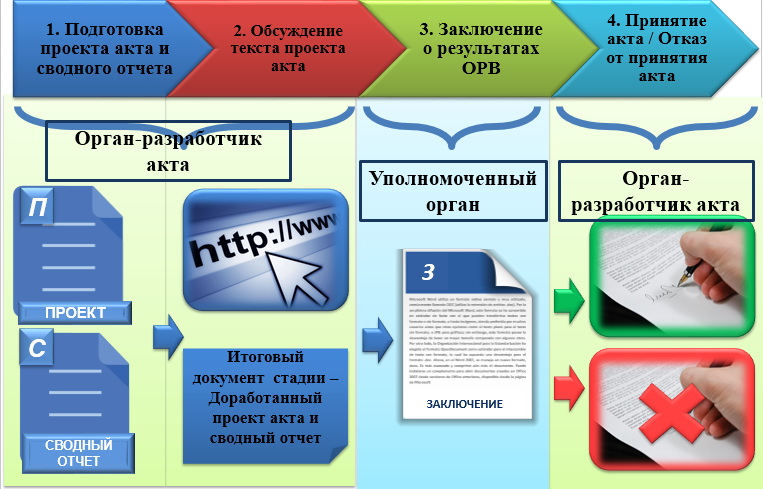 1. Подготовка
проекта акта и
сводного отчета
2. Обсуждение
текста проекта
акта
3. Заключение
о результатах
ОРВ
4. Принятие
акта / Отказ
от принятия
акта
Орган-разработчик
акта
Уполномоченный
орган
Орган-
разработчик акта
П
ПРОЕКТ
С
СВОДНЫЙ
ОТЧЕТ
http://www
Итоговый
документ стадии –
Доработанный
проект акта и
сводный отчет
З
ЗАКЛЮЧЕНИЕ